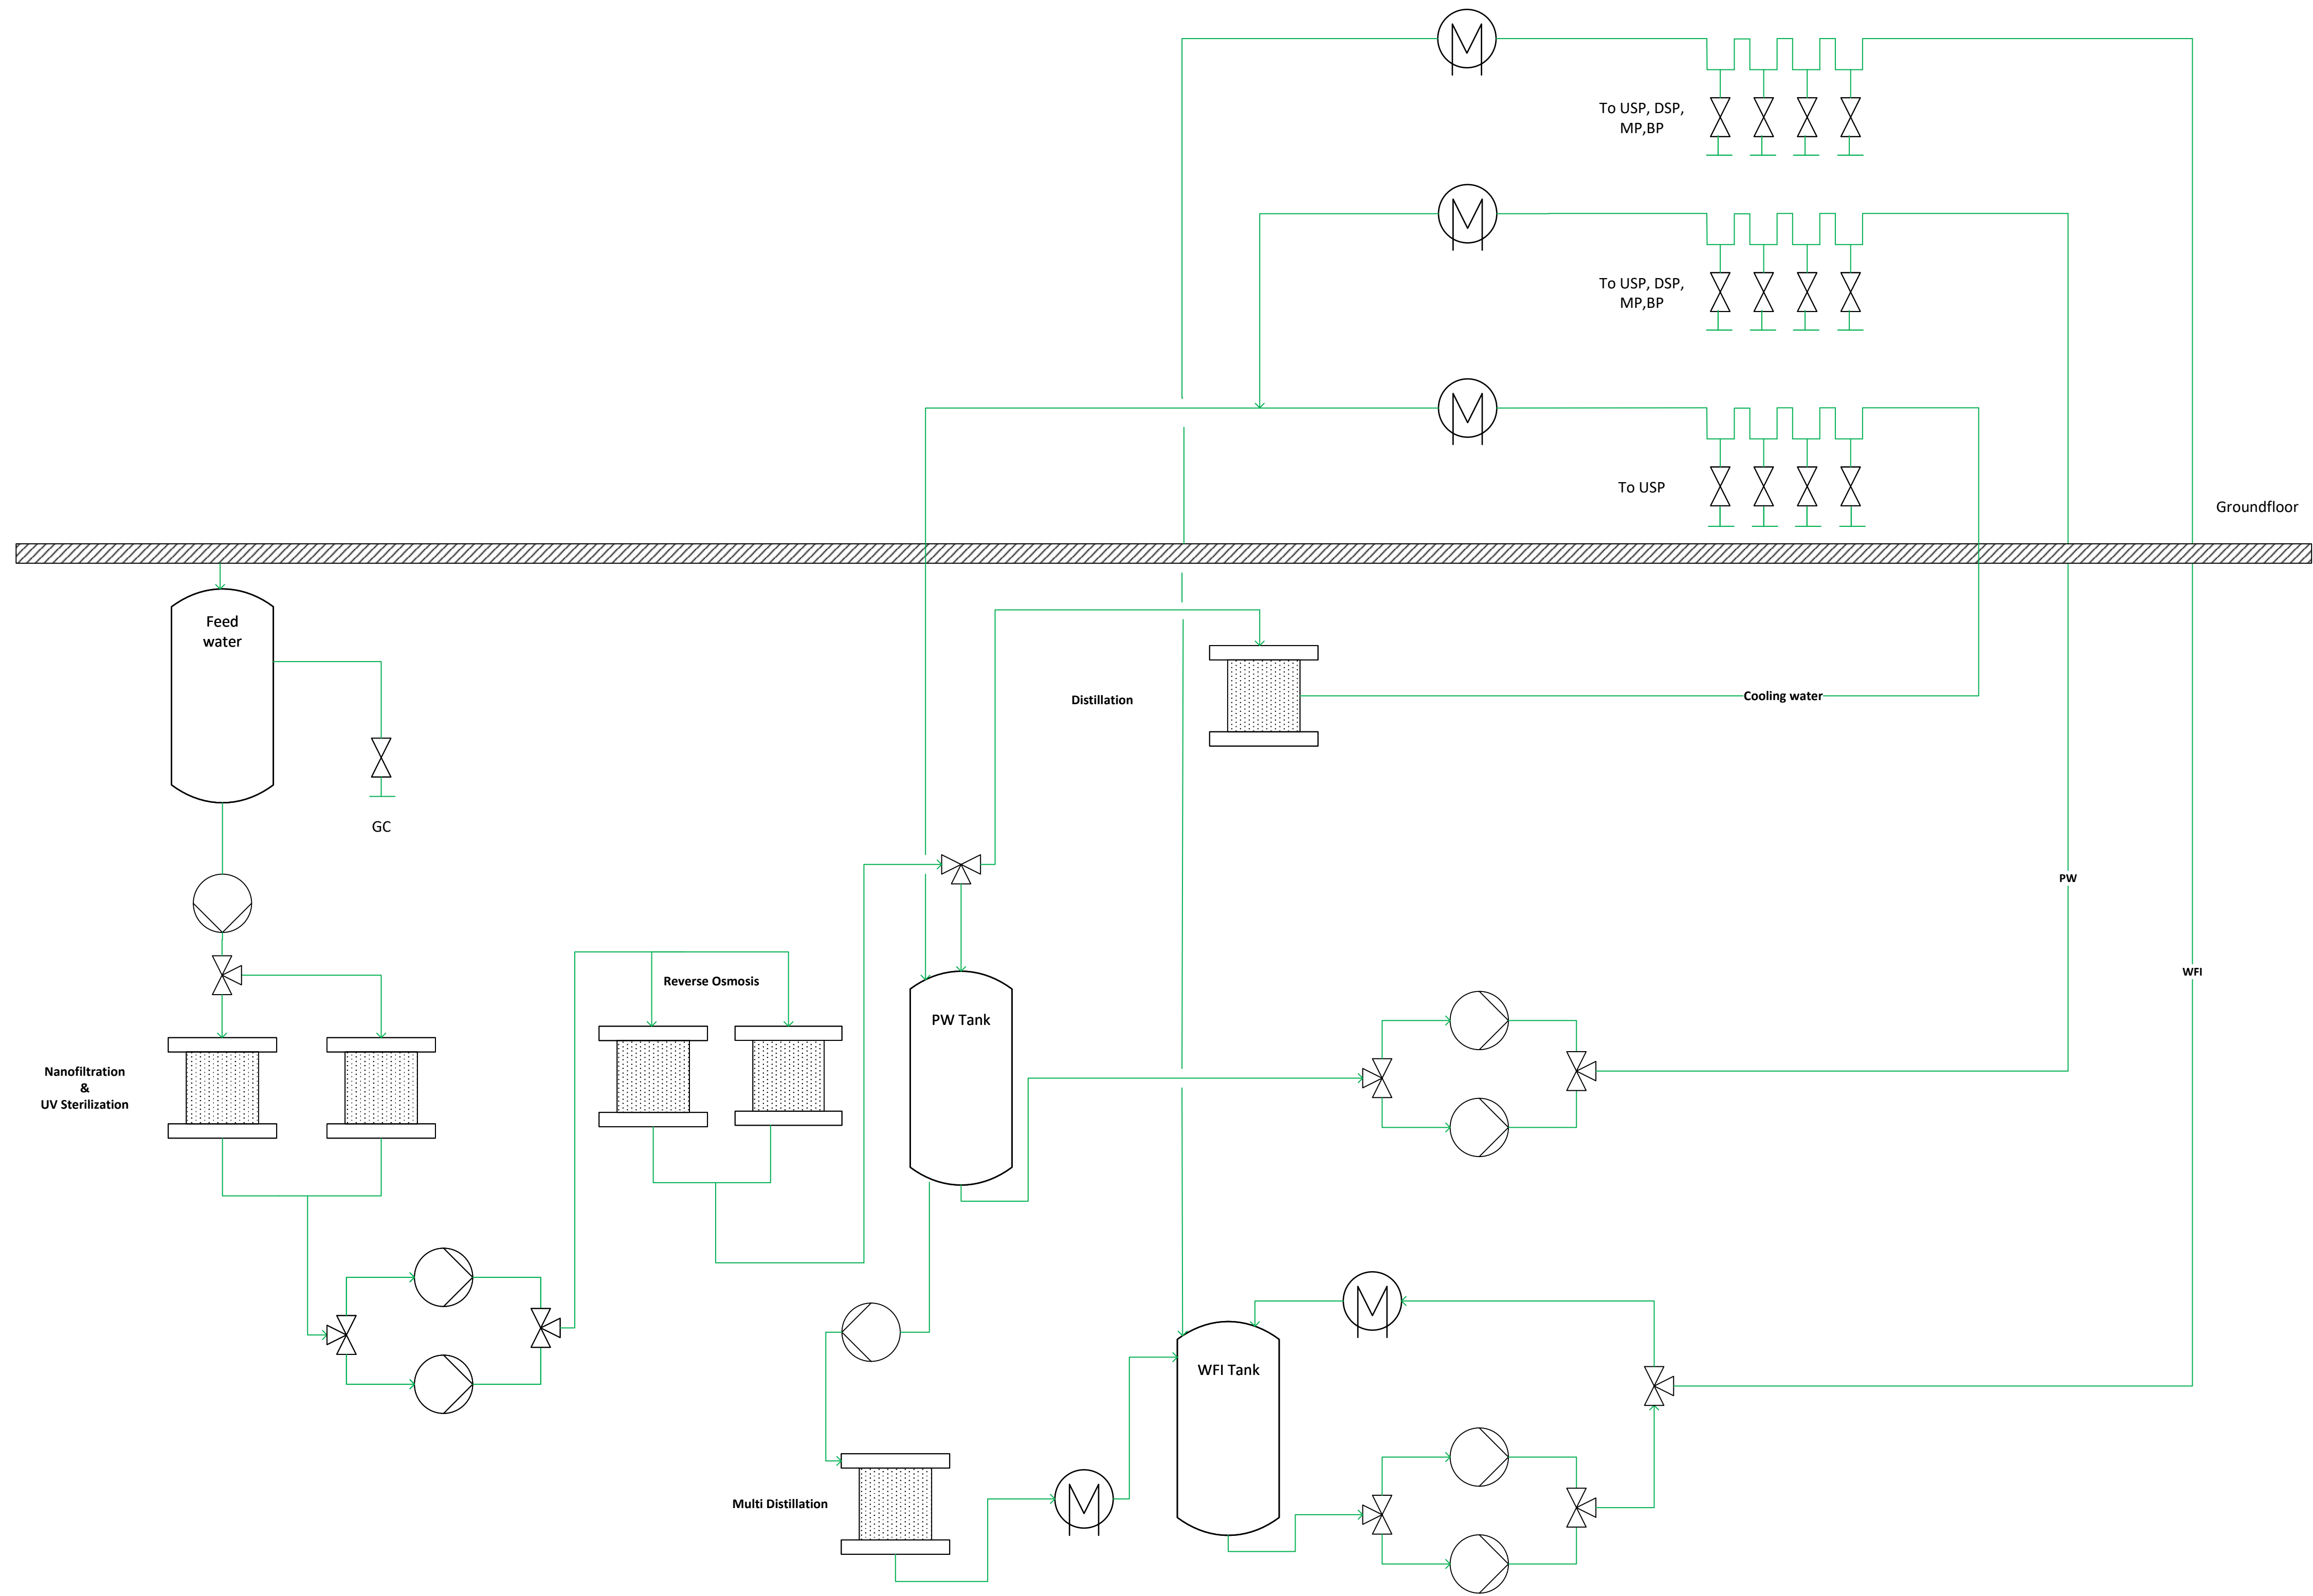 To USP, DSP,
MP,BP
To USP, DSP,
MP,BP
To USP
Groundfloor
Feed
water
Distillation
Cooling water
GC
PW
Reverse Osmosis
WFI
PW Tank
Nanofiltration
&
UV Sterilization
WFI Tank
Multi Distillation